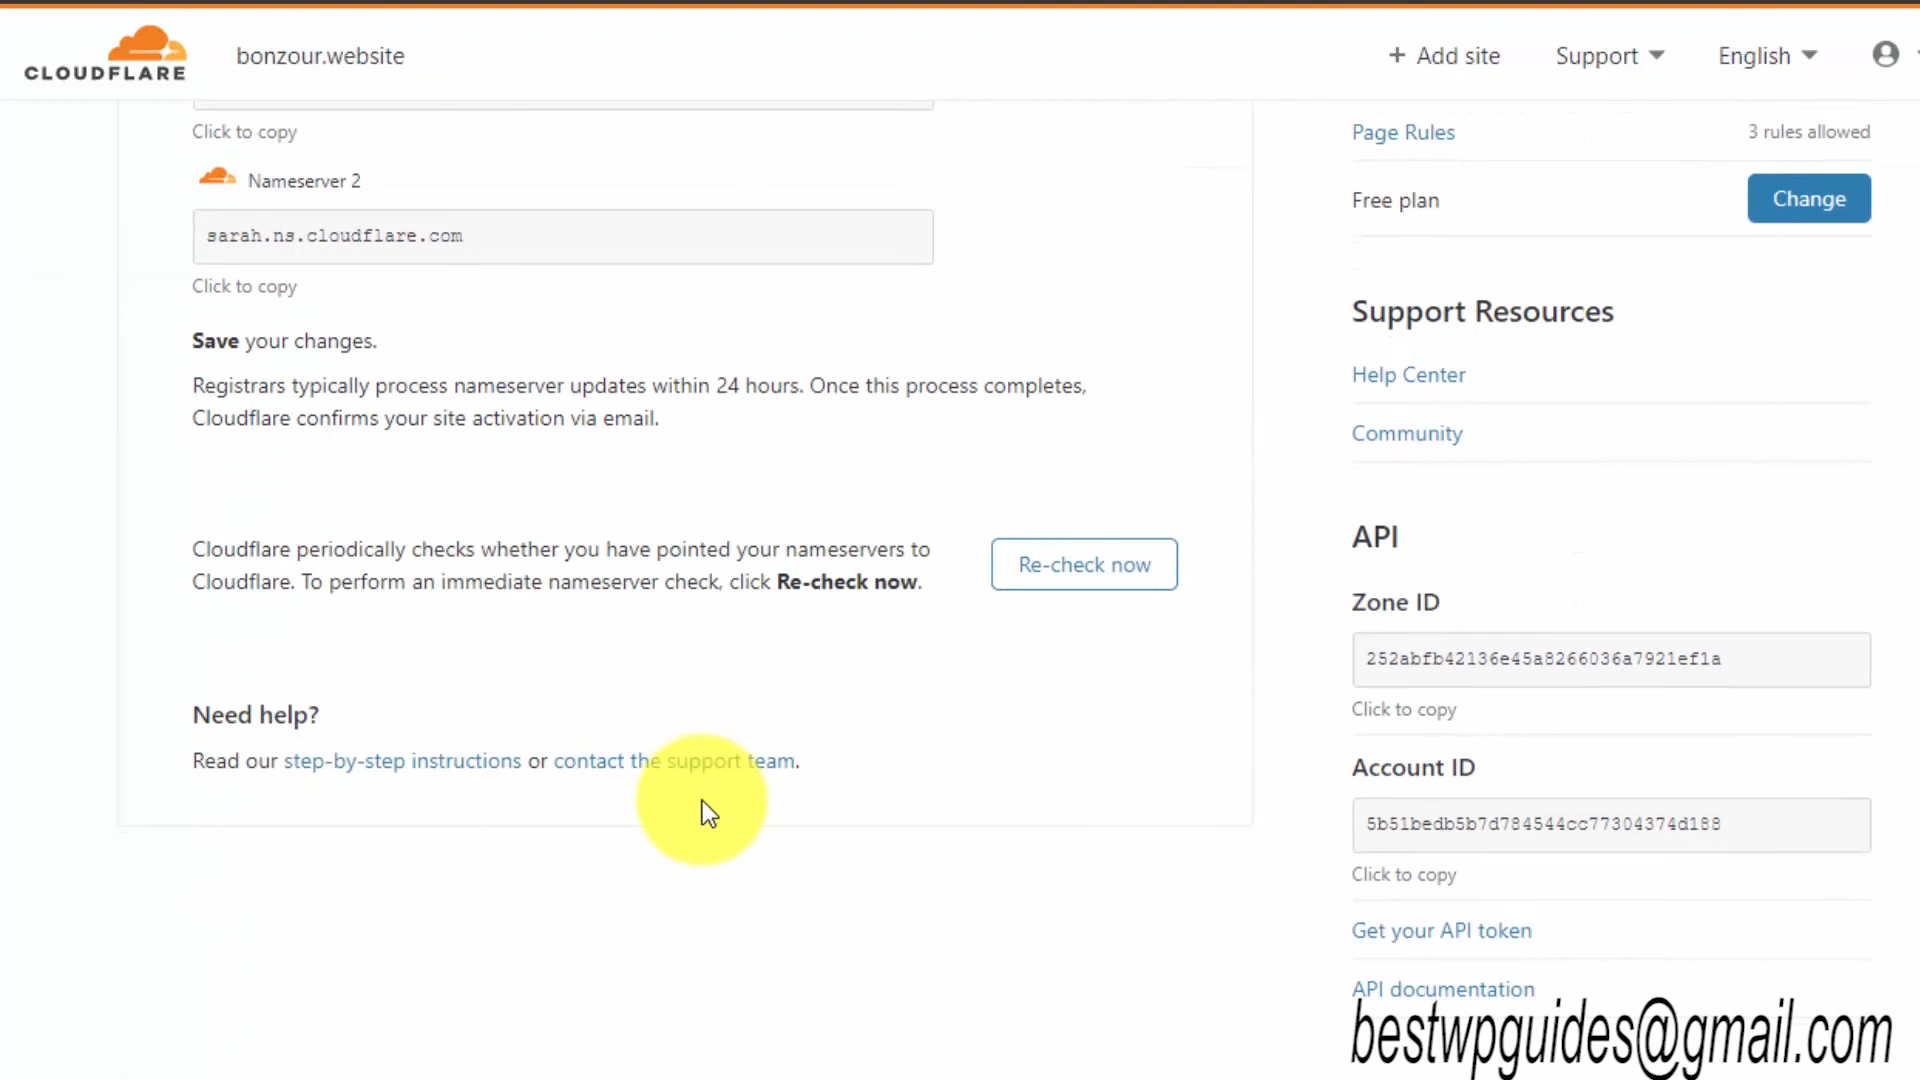 CLOUDFLARE
bonzour.website
+ Add site
Support
English
Click to copy
Nameserver 2
sarah.ns.cloudflare.com
Click to copy
Save your changes.
Registrars typically process nameserver updates within 24 hours. Once this process completes,
Cloudflare confirms your site activation via email.
Cloudflare periodically checks whether you have pointed your nameservers to
Cloudflare. To perform an immediate nameserver check, click Re-check now.
Re-check now
Need help?
Read our step-by-step instructions or contact the support team.
Page Rules
3 rules allowed
Free plan
Change
Support Resources
Help Center
Community
API
Zone ID
252abfb42136e45a8266036a7921ef1a
Click to copy
Account ID
5b51bedb5b7d784544cc77304374d188
Click to copy
Get your API token
API documentation
bestwpguides@gmail.com